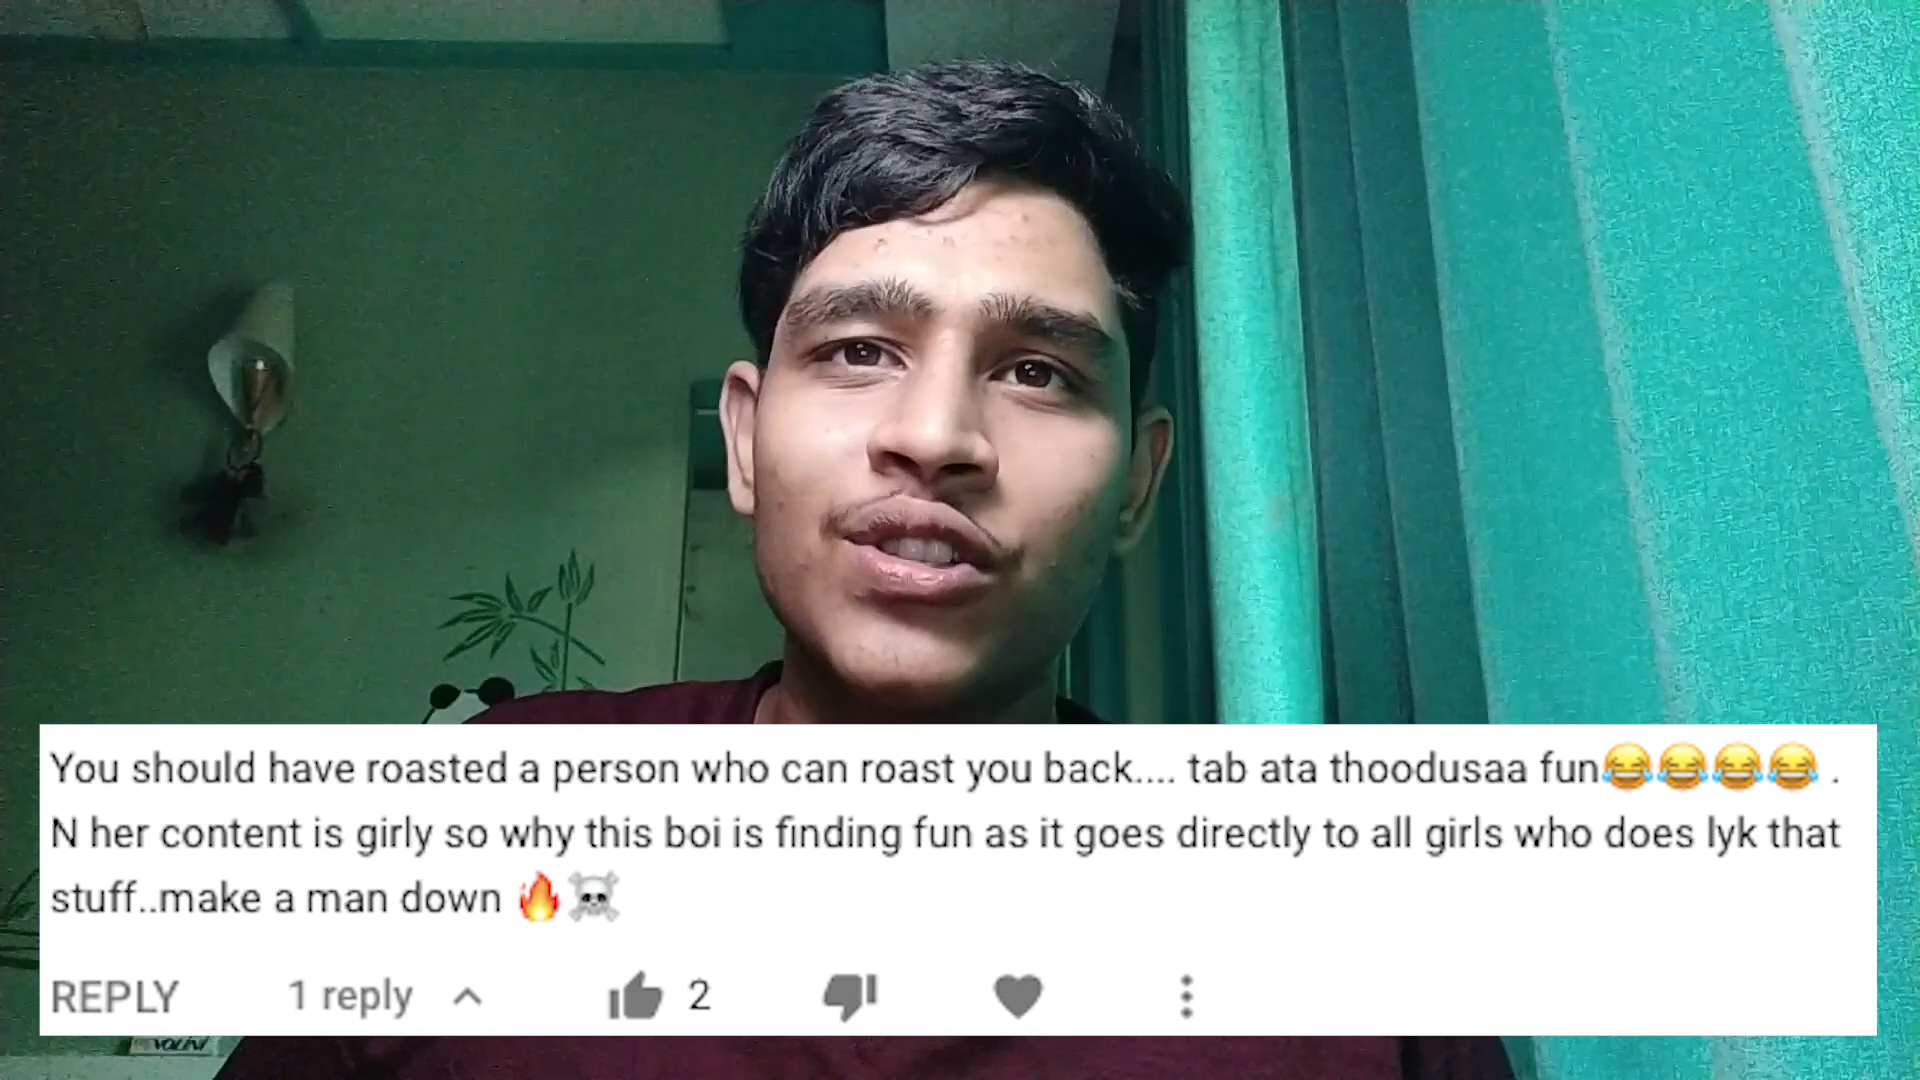 You should have roasted a person who can roast you back.... tab ata thoodusaa fun😂😂😂😂 .
N her content is girly so why this boi is finding fun as it goes directly to all girls who does lyk that
stuff..make a man down 🔥☠️
REPLY 1 reply 2
VOLINI